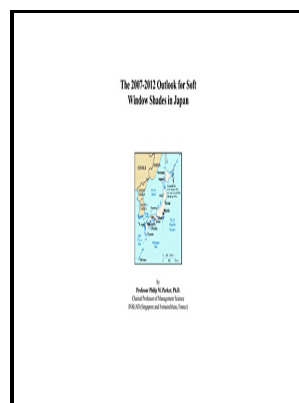 The 2007-2012 Outlook for Soft
Window Shades in Japan
by
Professor Philip M. Parker, Ph.D.
Chaired Professor of Management Science
INSEAD (Singapore and Fontainebleau, France)